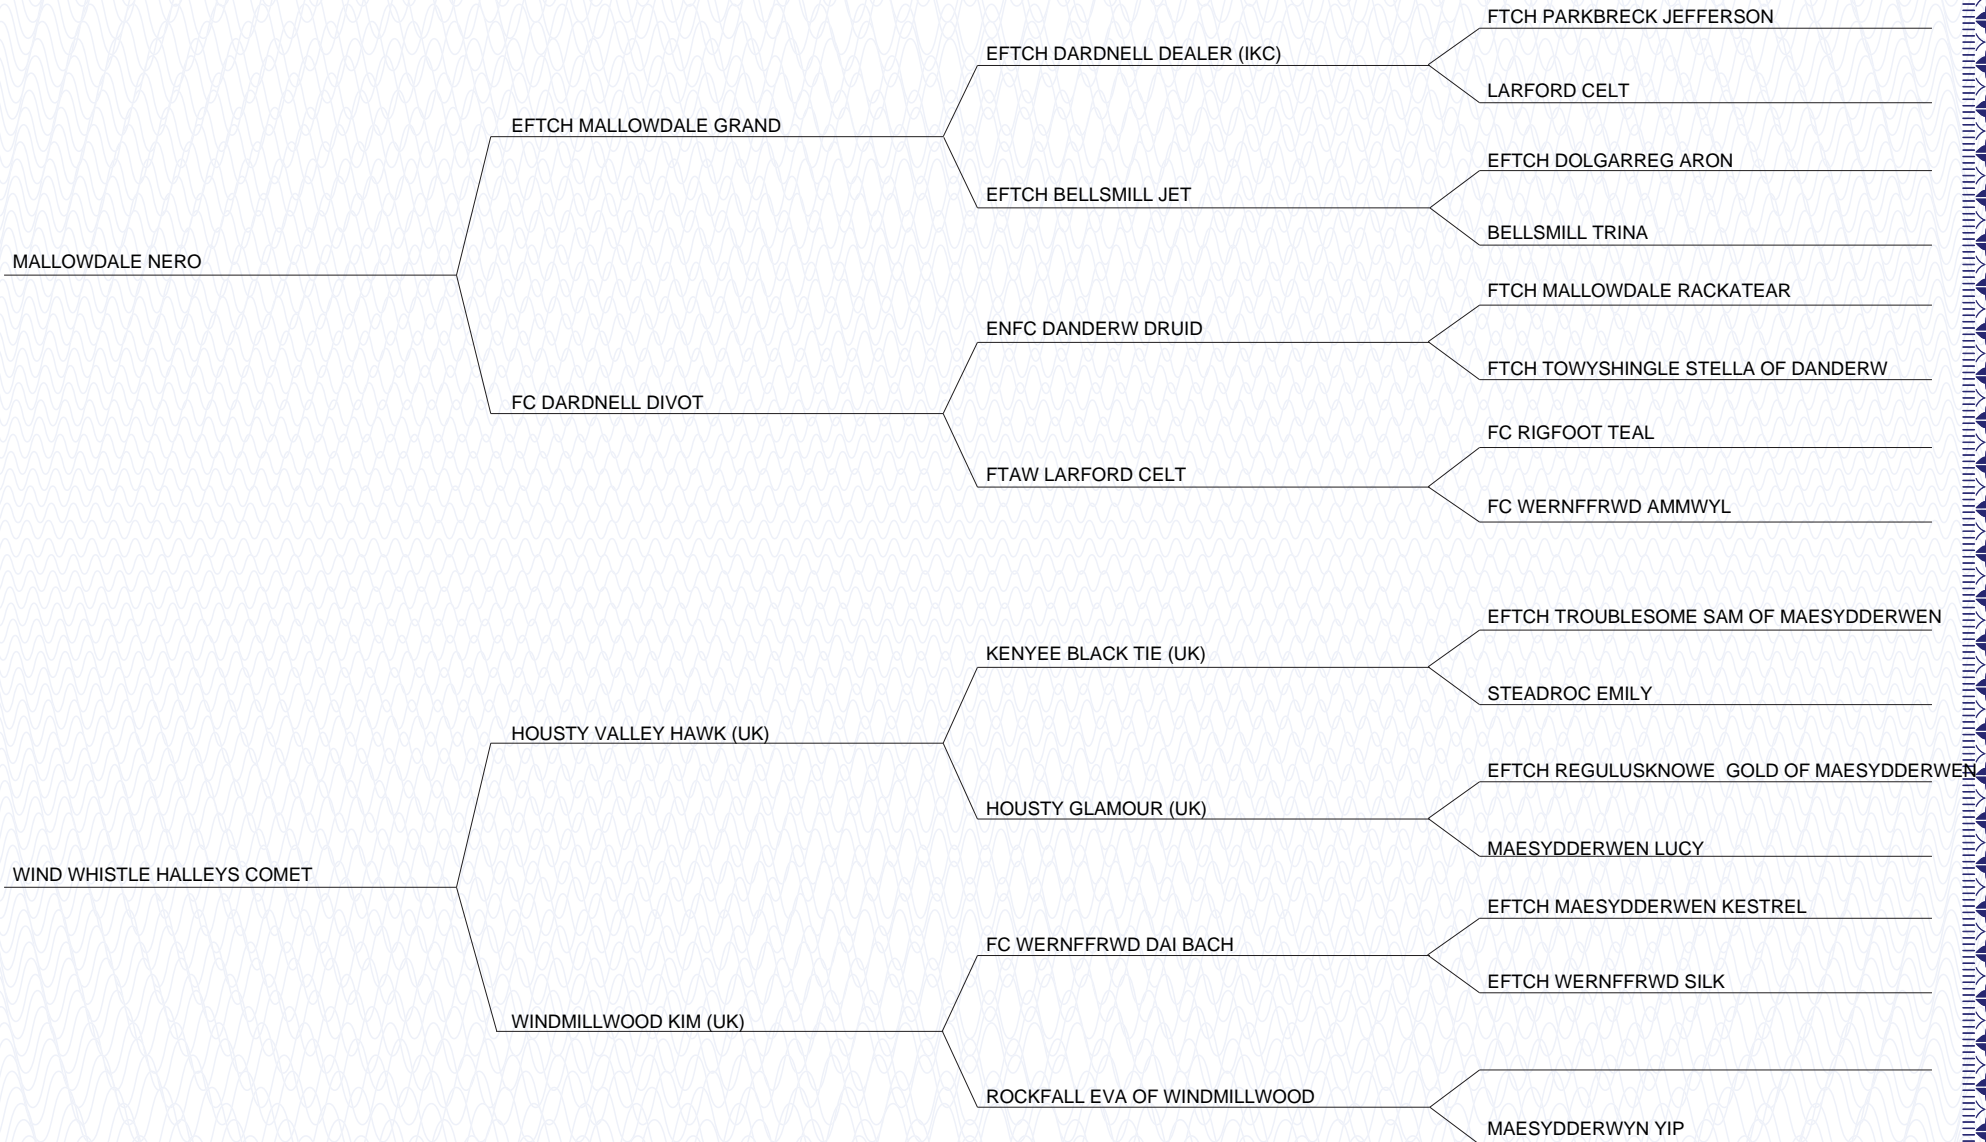 FTCH PARKBRECK JEFFERSON
EFTCH DARDNELL DEALER (IKC)
LARFORD CELT
EFTCH MALLOWDALE GRAND
EFTCH DOLGARREG ARON
EFTCH BELLSMILL JET
BELLSMILL TRINA
MALLOWDALE NERO
FTCH MALLOWDALE RACKATEAR
ENFC DANDERW DRUID
FTCH TOWYSHINGLE STELLA OF DANDERW
FC DARDNELL DIVOT
FC RIGFOOT TEAL
FTAW LARFORD CELT
FC WERNFFRWD AMMWYL
EFTCH TROUBLESOME SAM OF MAESYDDERWEN
KENYEE BLACK TIE (UK)
STEADROC EMILY
HOUSTY VALLEY HAWK (UK)
EFTCH REGULUSKNOWE  GOLD OF MAESYDDERWEN
HOUSTY GLAMOUR (UK)
MAESYDDERWEN LUCY
WIND WHISTLE HALLEYS COMET
EFTCH MAESYDDERWEN KESTREL
FC WERNFFRWD DAI BACH
EFTCH WERNFFRWD SILK
WINDMILLWOOD KIM (UK)
ROCKFALL EVA OF WINDMILLWOOD
MAESYDDERWYN YIP